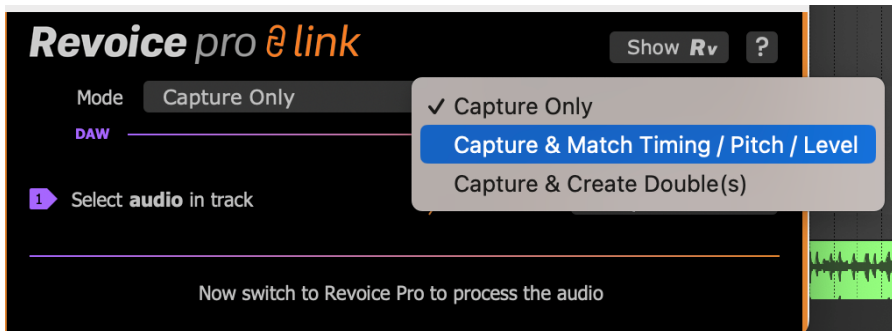 Revoice pro link
Show Rv ?
Mode Capture Only
✓ Capture Only
Capture & Match Timing / Pitch / Level
Capture & Create Double(s)
DAW
1 Select audio in track
Now switch to Revoice Pro to process the audio